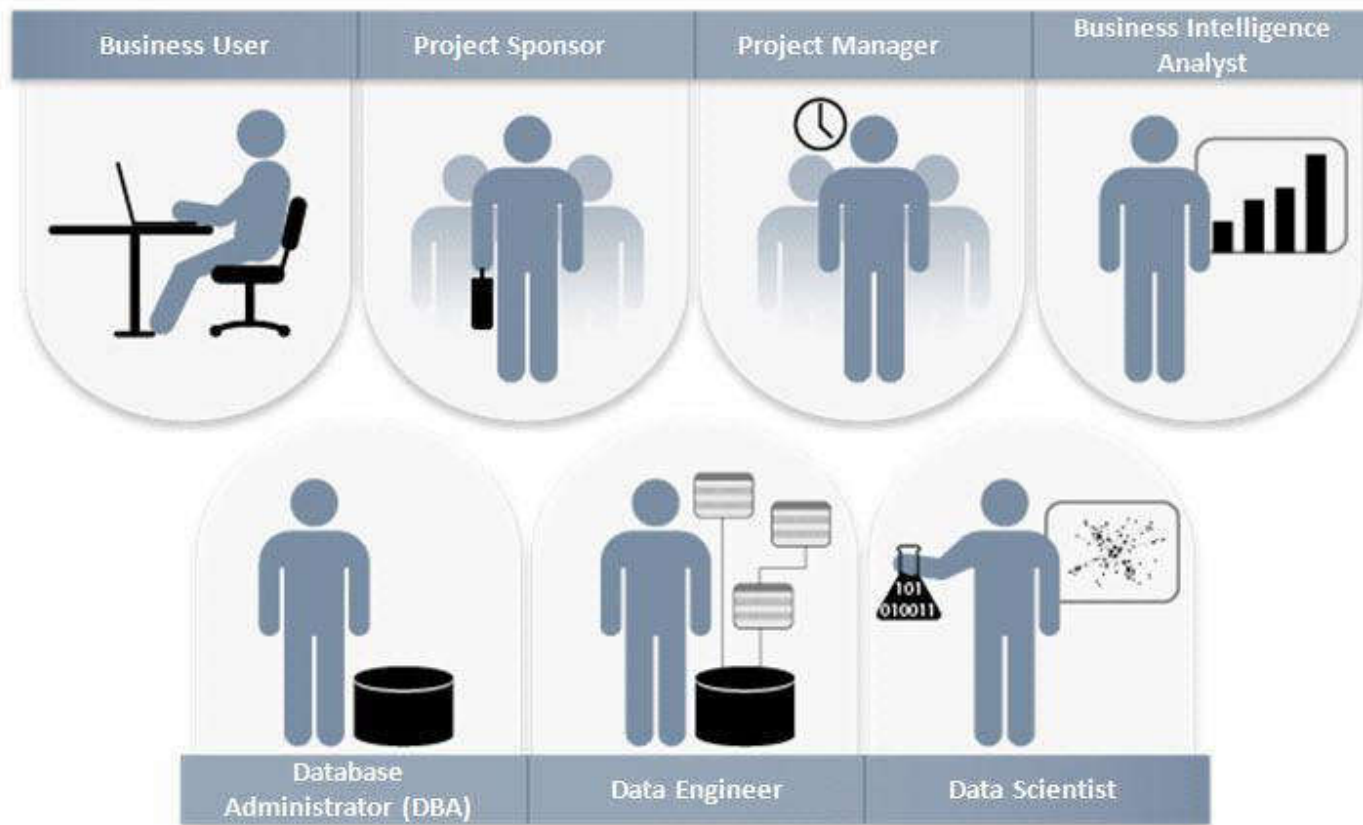 Business User
Project Sponsor
Project Manager
Business Intelligence
Analyst
101
010011
Database
Administrator (DBA)
Data Engineer
Data Scientist